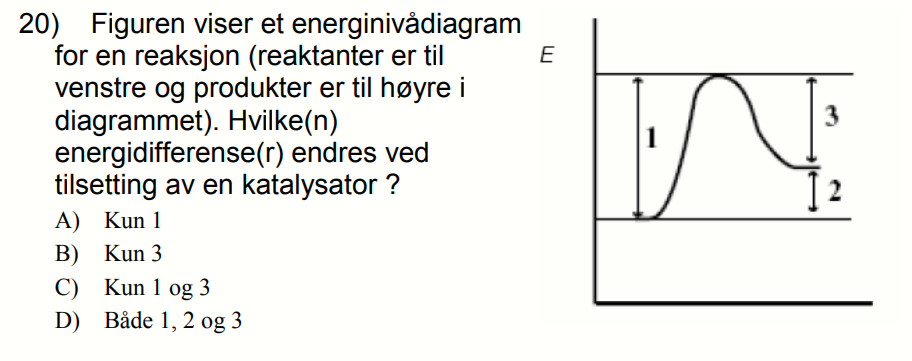 20) Figuren viser et energinivådiagram
for en reaksjon (reaktanter er til
venstre og produkter er til høyre i
diagrammet). Hvilke(n)
energidifferense(r) endres ved
tilsetting av en katalysator ?
A) Kun 1
B) Kun 3
C) Kun 1 og 3
D) Både 1, 2 og 3
E
1
3
2